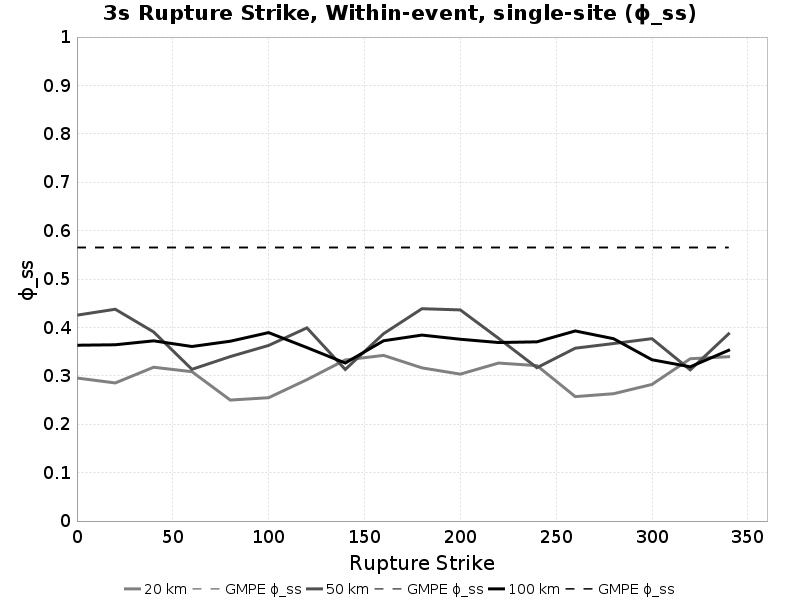 3s Rupture Strike, Within-event, single-site (ϕ_ss)
1
0.9
0.8
0.7
0.6
0.5
0.4
0.3
0.2
0.1
0
ϕ_ss
0 50 100 150 200 250 300 350
Rupture Strike
20 km GMPE ϕ_ss 50 km GMPE ϕ_ss 100 km GMPE ϕ_ss